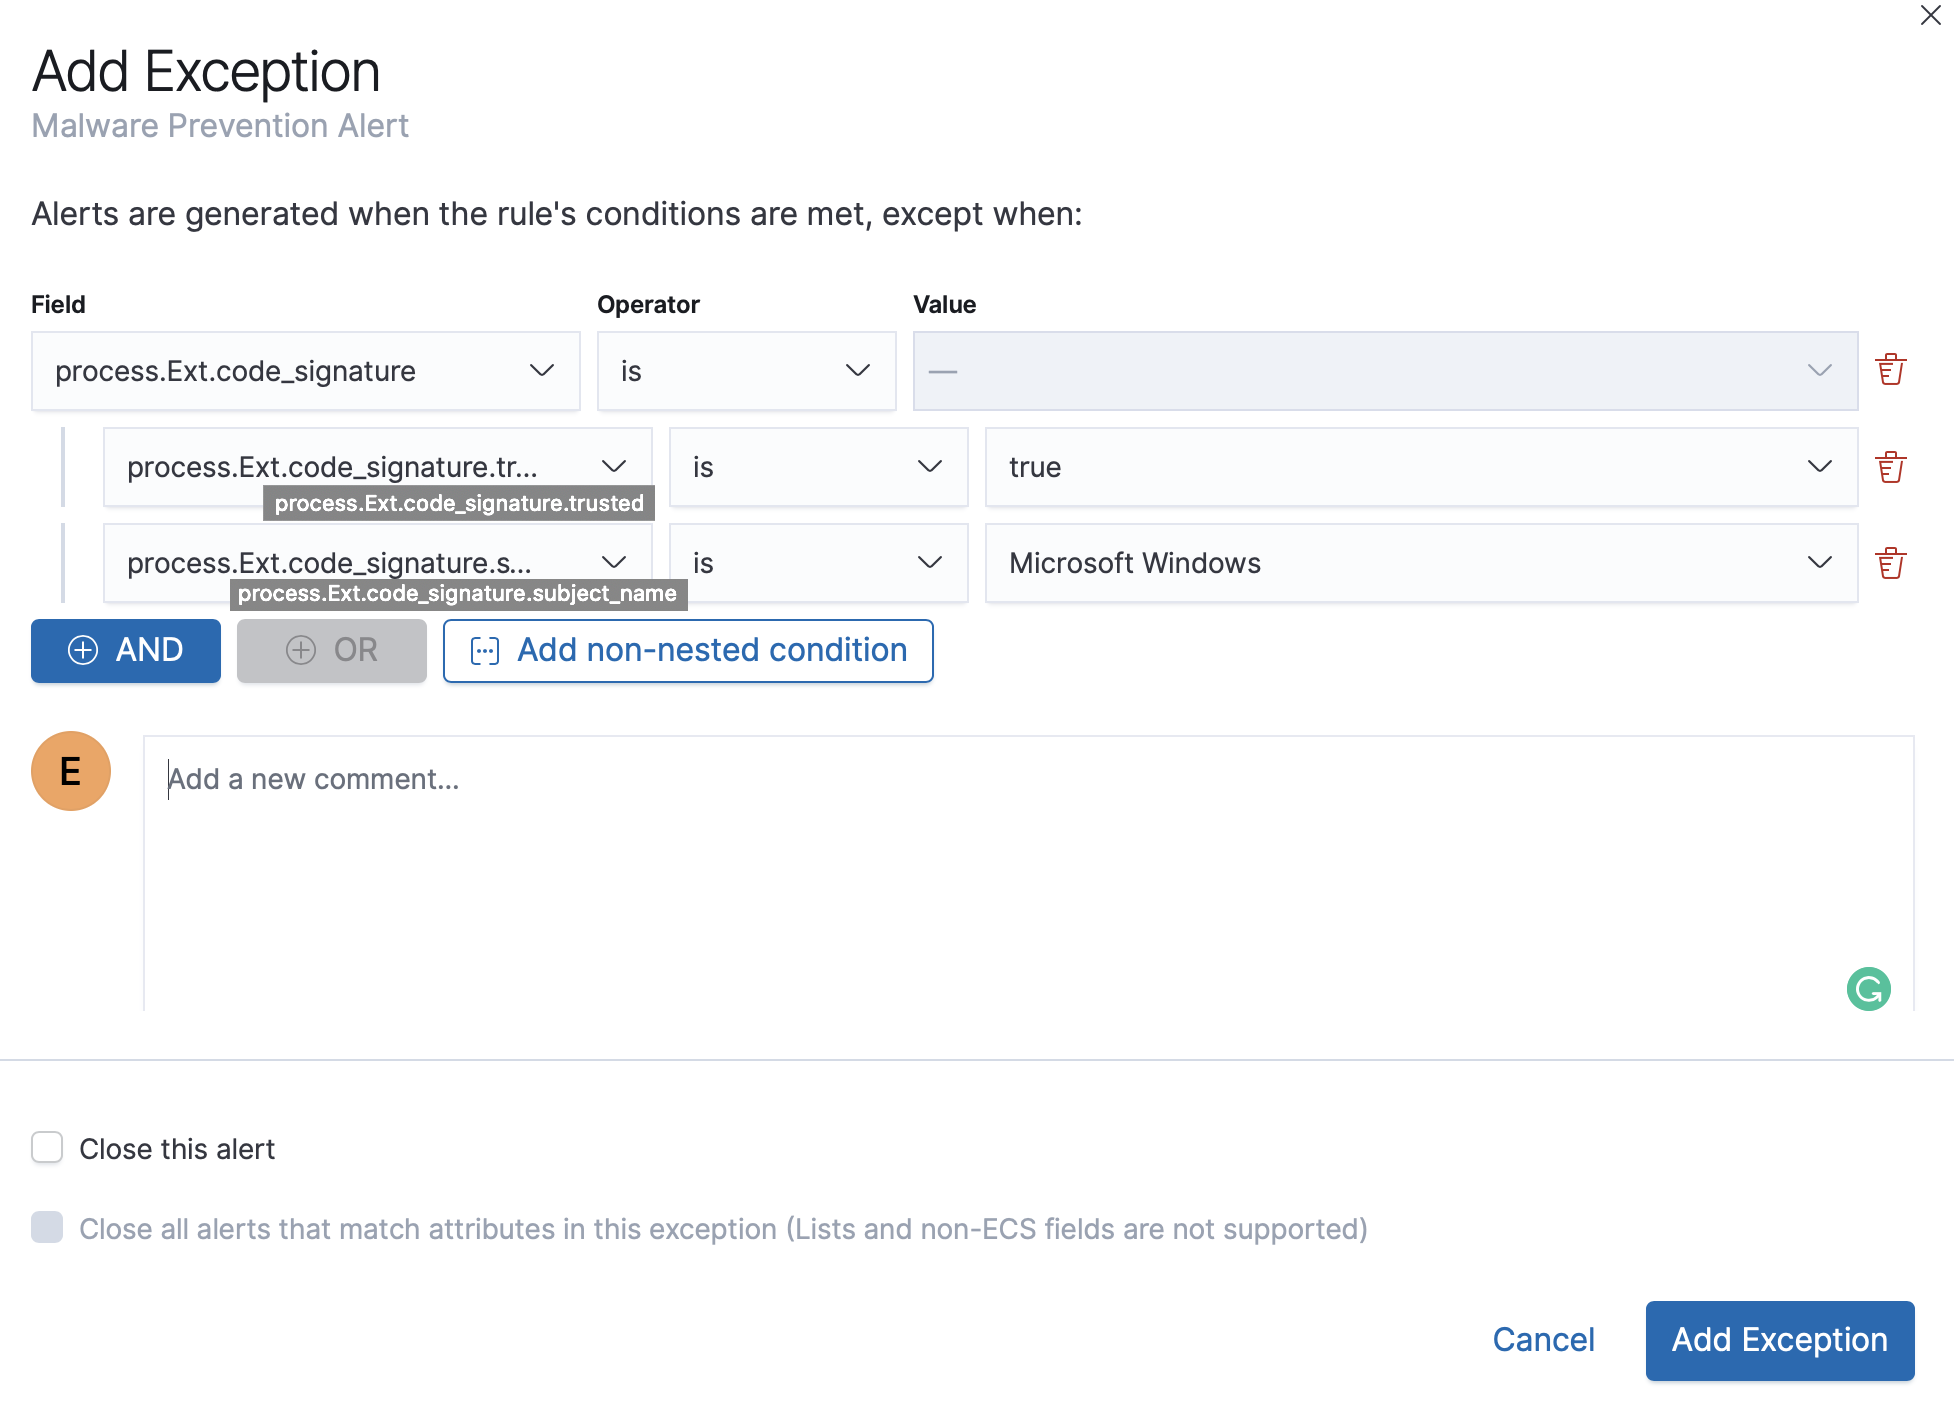 Add Exception
Malware Prevention Alert
Alerts are generated when the rule's conditions are met, except when:
Field Operator Value
process.Ext.code_signature is —
process.Ext.code_signature.tr... is true
process.Ext.code_signature.trusted
process.Ext.code_signature.s... is Microsoft Windows
process.Ext.code_signature.subject_name
AND OR Add non-nested condition
E
Add a new comment...
G
Close this alert
Close all alerts that match attributes in this exception (Lists and non-ECS fields are not supported)
Cancel Add Exception